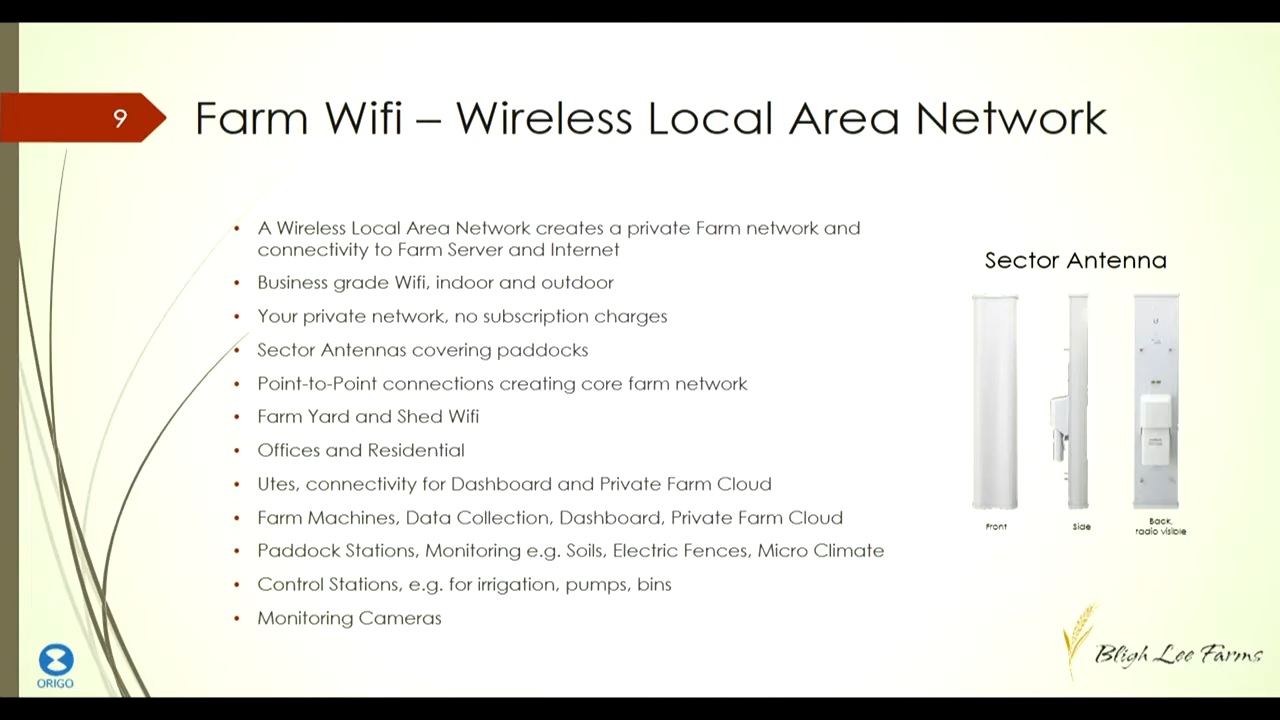 9
Farm Wifi – Wireless Local Area Network
• A Wireless Local Area Network creates a private Farm network and
connectivity to Farm Server and Internet
• Business grade Wifi, indoor and outdoor
• Your private network, no subscription charges
• Sector Antennas covering paddocks
• Point-to-Point connections creating core farm network
• Farm Yard and Shed Wifi
• Offices and Residential
• Utes, connectivity for Dashboard and Private Farm Cloud
• Farm Machines, Data Collection, Dashboard, Private Farm Cloud
• Paddock Stations, Monitoring e.g. Soils, Electric Fences, Micro Climate
• Control Stations, e.g. for irrigation, pumps, bins
• Monitoring Cameras
Sector Antenna
Front
Side
Back,
radio visible
ORIGO
Bligh Lee Farms